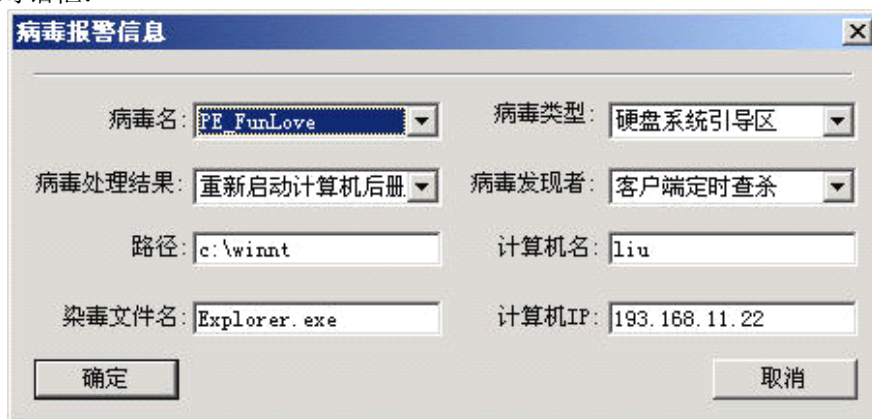 病毒报警信息
病毒名: PE_FunLove 病毒类型: 硬盘系统引导区
病毒处理结果: 重新启动计算机后册 病毒发现者: 客户端定时查杀
路径: c:\winnt 计算机名: liu
染毒文件名: Explorer.exe 计算机IP: 193.168.11.22
确定 取消